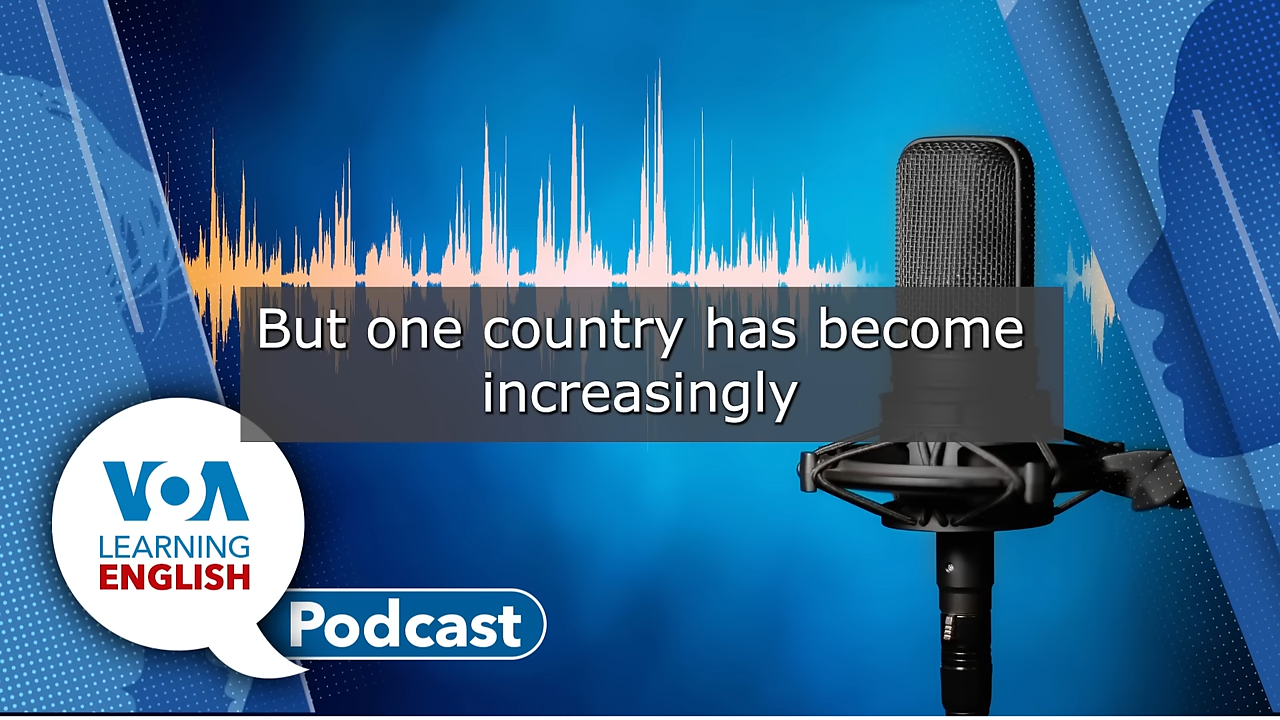 But one country has become
increasingly
VOA
LEARNING
ENGLISH
Podcast